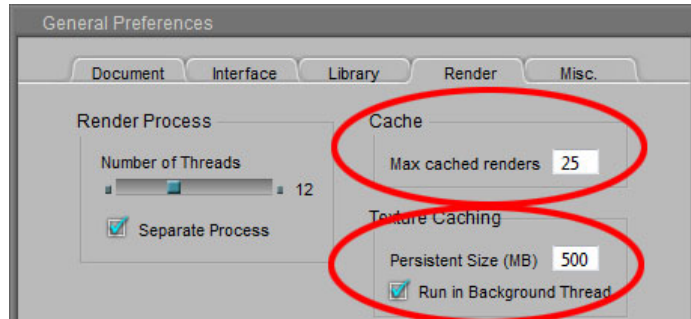 General Preferences
Document Interface Library Render Misc.
Render Process
Number of Threads
12
Separate Process
Cache
Max cached renders 25
Texture Caching
Persistent Size (MB) 500
Run in Background Thread